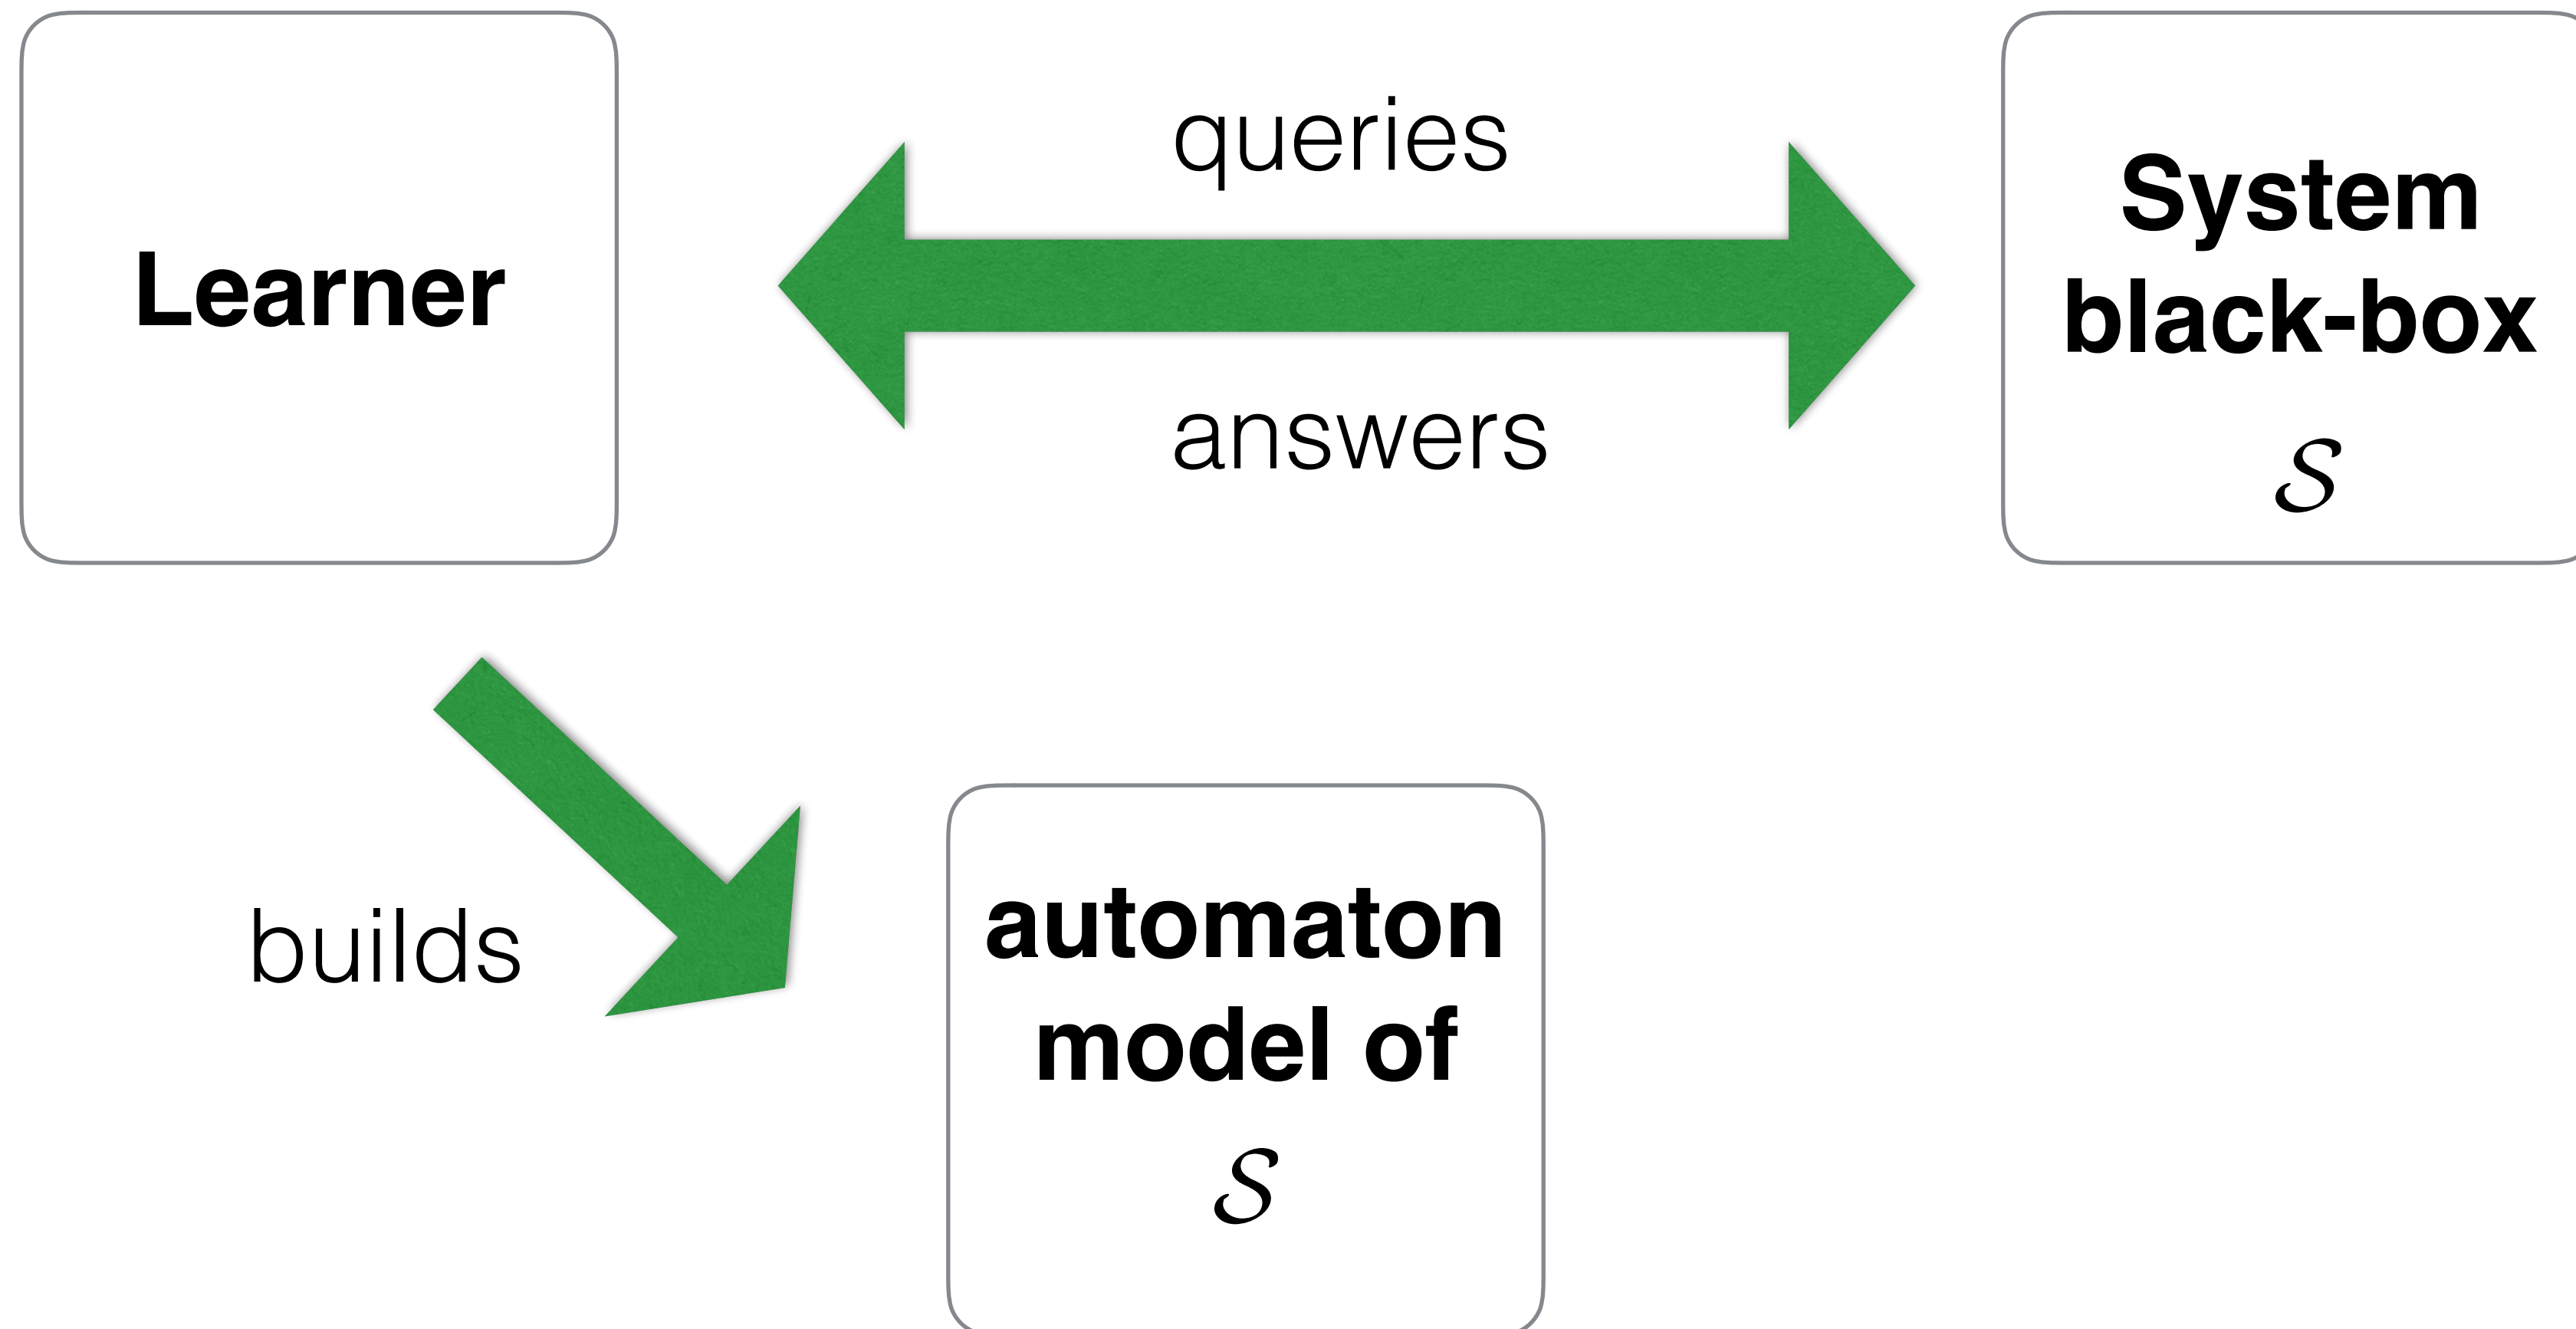 queries
Learner
System
black-box
𝒮
answers
builds
automaton
model of
𝒮